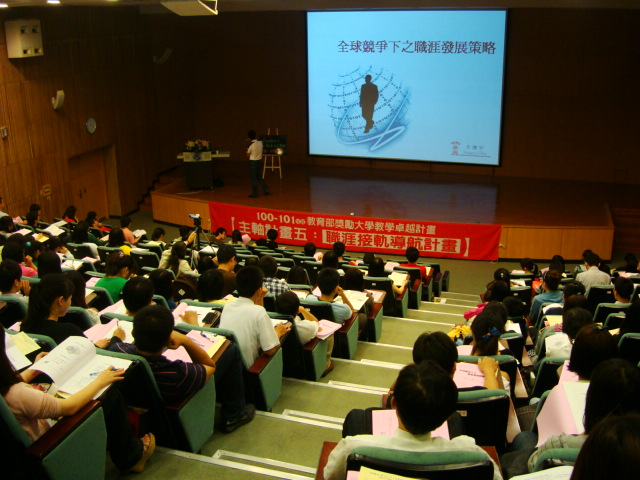 全球競爭下之職涯發展策略
100-101年度教育部獎勵大學教學卓越計畫
【主軸計畫五：職涯接軌導航計畫】